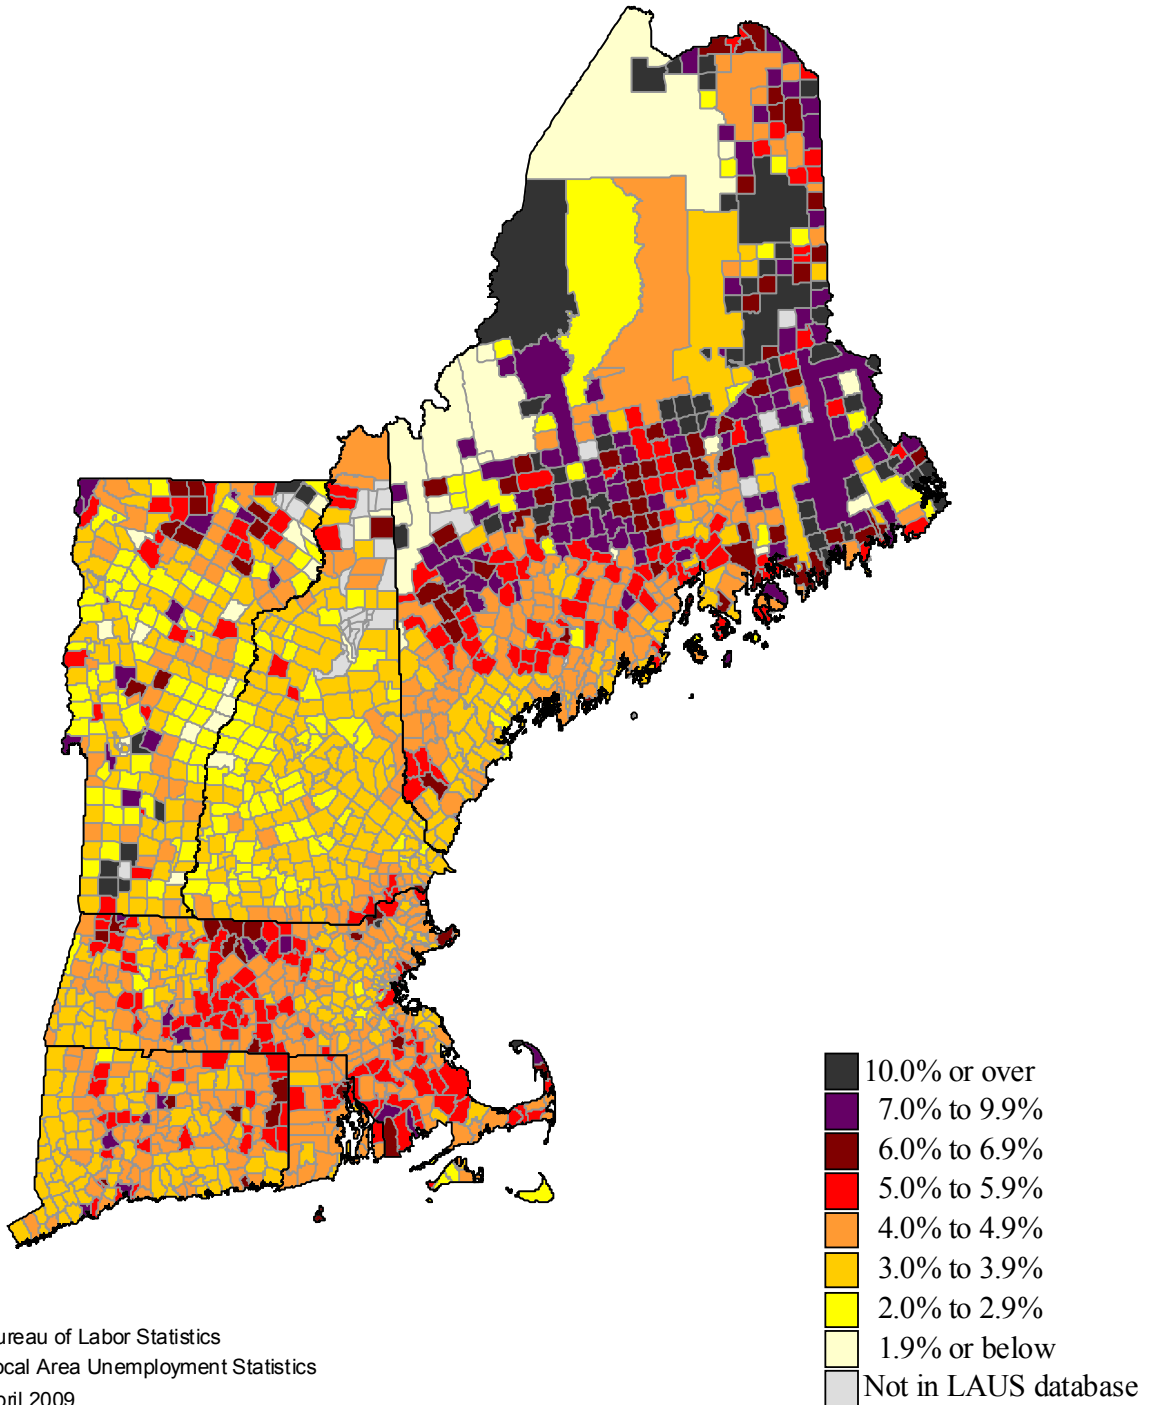 10.0% or over
7.0% to 9.9%
6.0% to 6.9%
5.0% to 5.9%
4.0% to 4.9%
3.0% to 3.9%
2.0% to 2.9%
1.9% or below
Not in LAUS database
ureau of Labor Statistics
ocal Area Unemployment Statistics
pril 2009